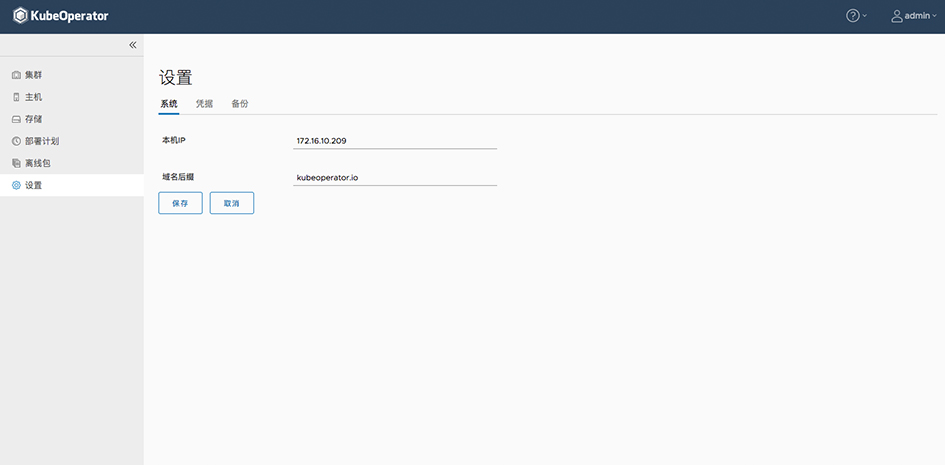 KubeOperator
admin
集群
主机
存储
部署计划
离线包
设置
设置
系统 凭据 备份
本机IP 172.16.10.209
域名后缀 kubeoperator.io
保存 取消